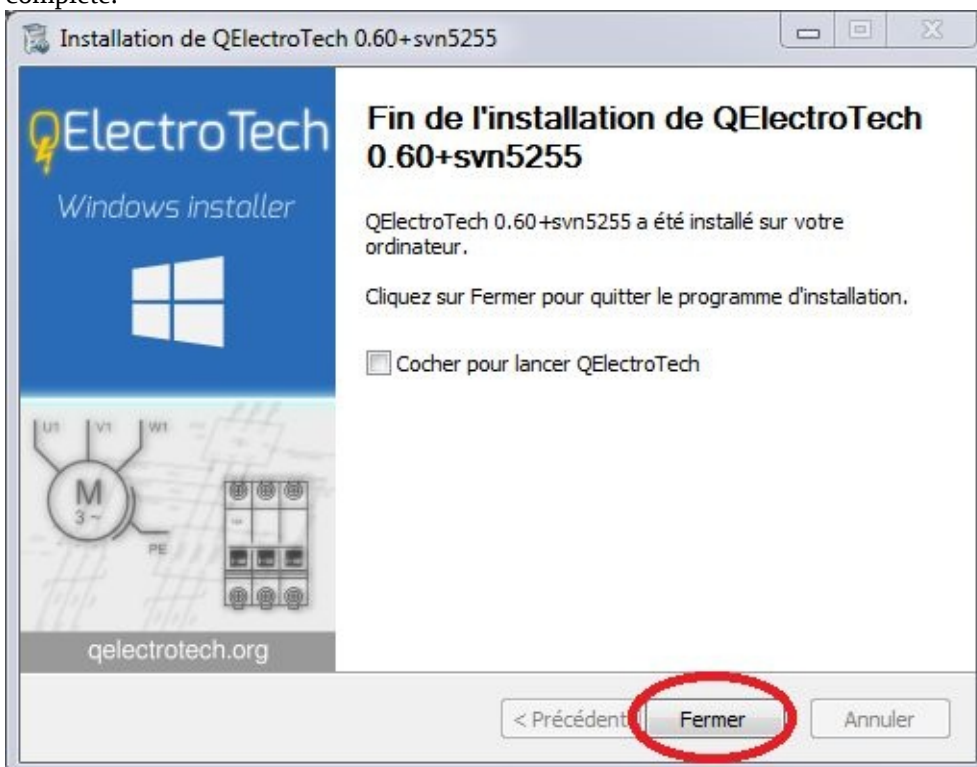 complete.
Installation de QElectroTech 0.60+svn5255
QElectroTech
Windows installer
Fin de l'installation de QElectroTech
0.60+svn5255
QElectroTech 0.60+svn5255 a été installé sur votre
ordinateur.
Cliquez sur Fermer pour quitter le programme d'installation.
Cocher pour lancer QElectroTech
U1 V1 W1
M
3 ~
PE
qelectrotech.org
< Précédent Fermer Annuler